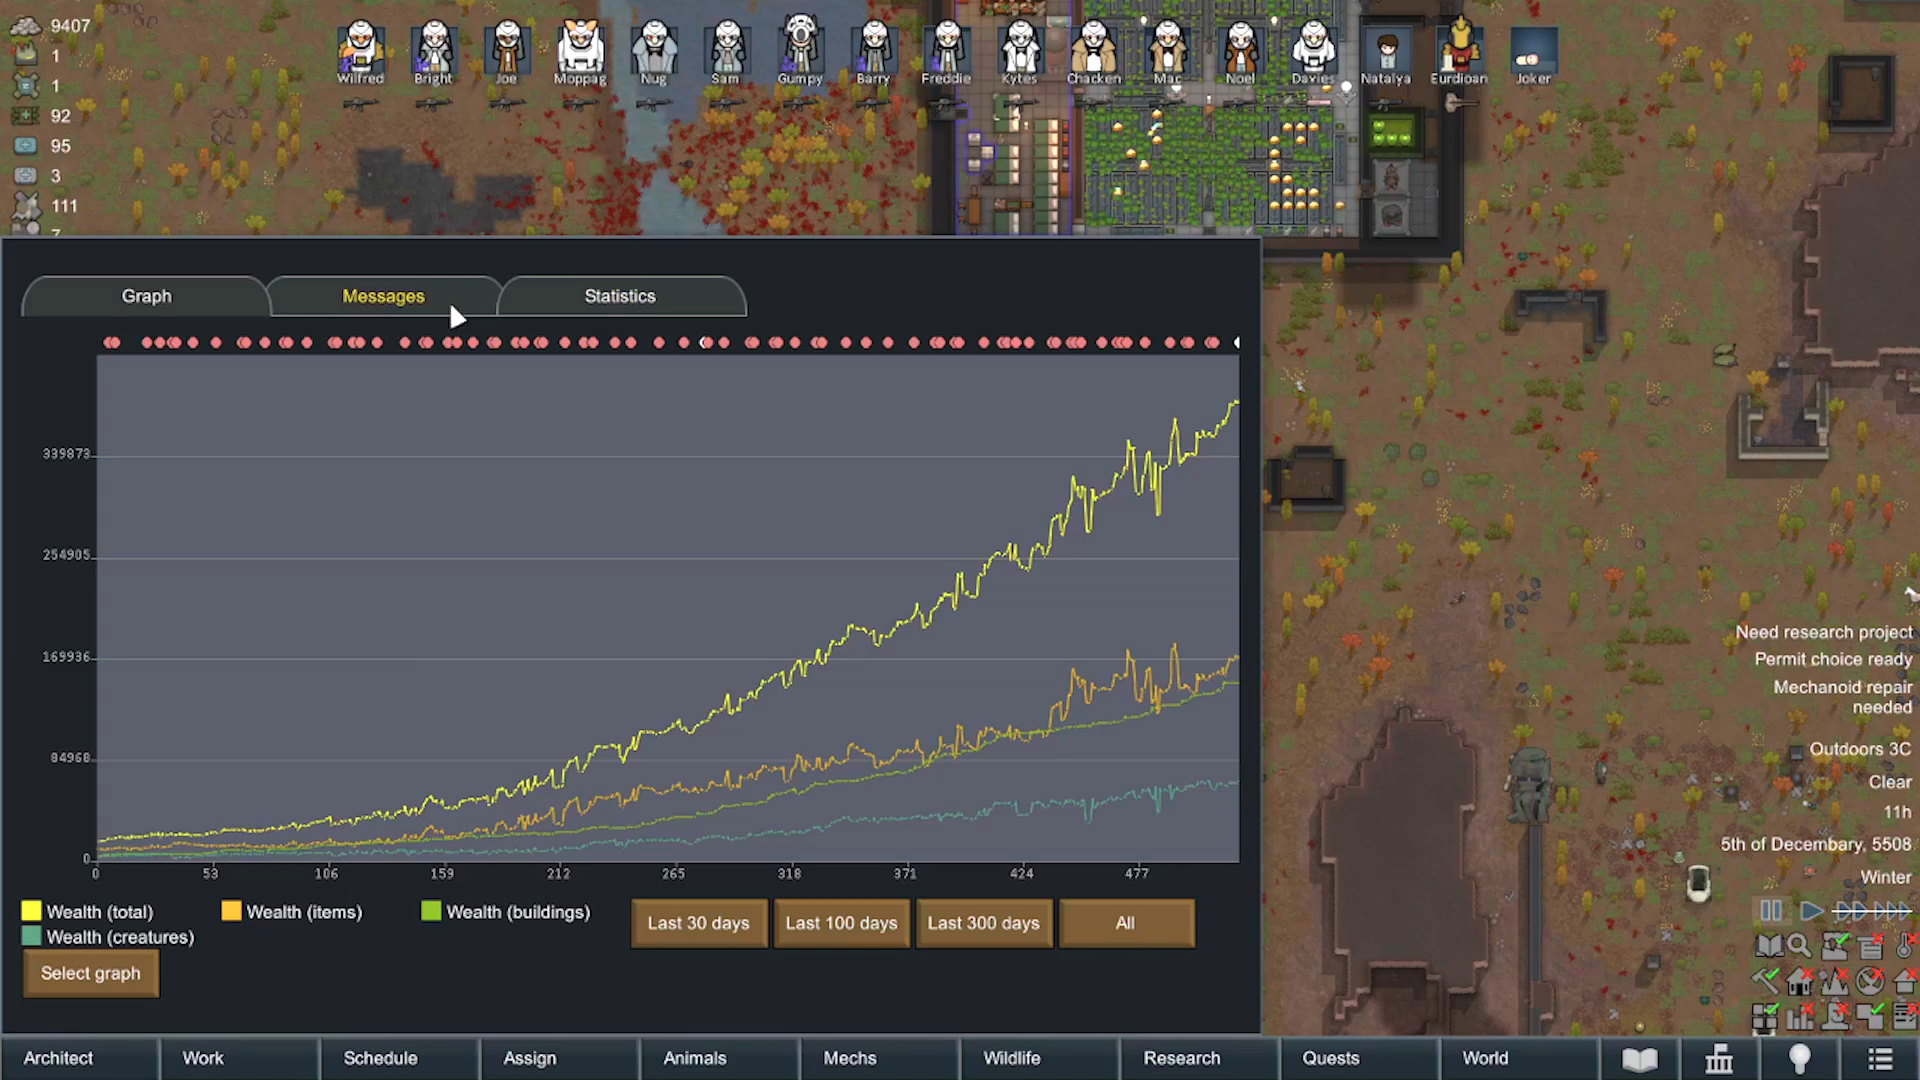 9407
1
1
92
95
3
111
7
Wilfred Bright Joe Moppag Nug Sam Gumpy Barry Freddie Kytes Chacken Mac Noel Davies Natalya Eurdioan Joker
Graph Messages Statistics
339873
254905
169936
84968
0
0 53 106 159 212 265 318 371 424 477
Wealth (total) Wealth (items) Wealth (buildings)
Wealth (creatures)
Last 30 days Last 100 days Last 300 days All
Select graph
Need research project
Permit choice ready
Mechanoid repair
needed
Outdoors 3C
Clear
11h
5th of Decembary, 5508
Winter
Architect Work Schedule Assign Animals Mechs Wildlife Research Quests World